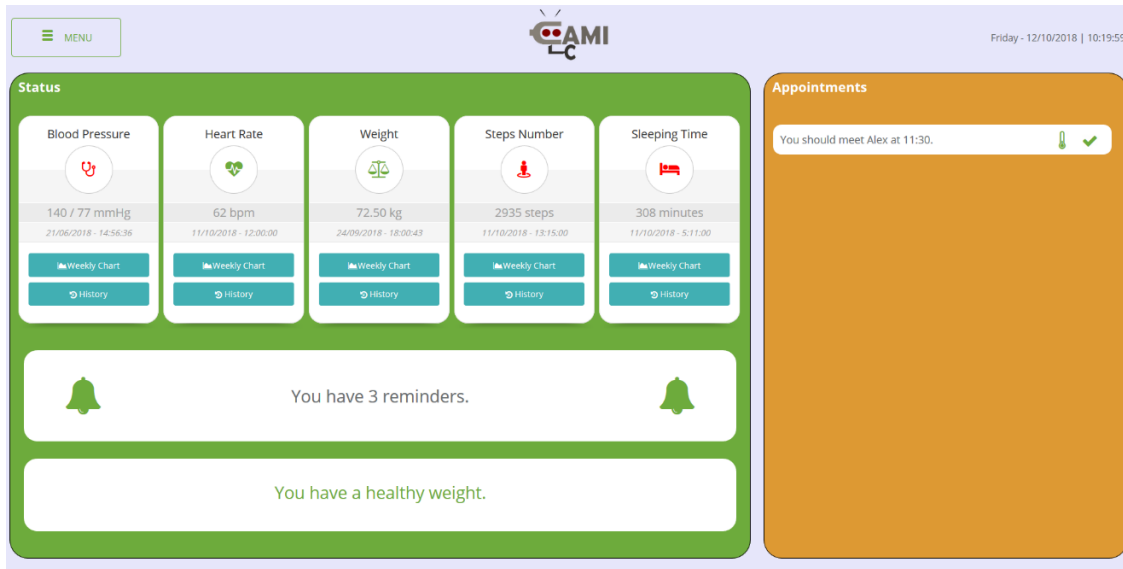 MENU
CAMI
C
Friday - 12/10/2018 | 10:19:59
Status
Blood Pressure
140 / 77 mmHg
21/06/2018 - 14:56:36
Weekly Chart
History
Heart Rate
62 bpm
11/10/2018 - 12:00:00
Weekly Chart
History
Weight
72.50 kg
24/09/2018 - 18:00:43
Weekly Chart
History
Steps Number
2935 steps
11/10/2018 - 13:15:00
Weekly Chart
History
Sleeping Time
308 minutes
11/10/2018 - 5:11:00
Weekly Chart
History
You have 3 reminders.
You have a healthy weight.
Appointments
You should meet Alex at 11:30.